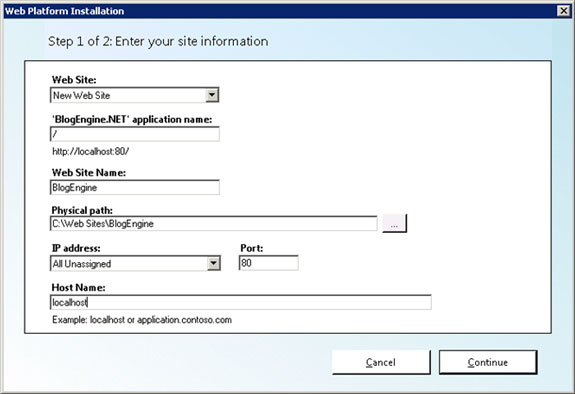 Web Platform Installation
Step 1 of 2: Enter your site information
Web Site:
New Web Site
'BlogEngine.NET' application name:
/
http://localhost:80/
Web Site Name:
BlogEngine
Physical path:
C:\Web Sites\BlogEngine
...
IP address: Port:
All Unassigned 80
Host Name:
localhost
Example: localhost or application.contoso.com
Cancel Continue